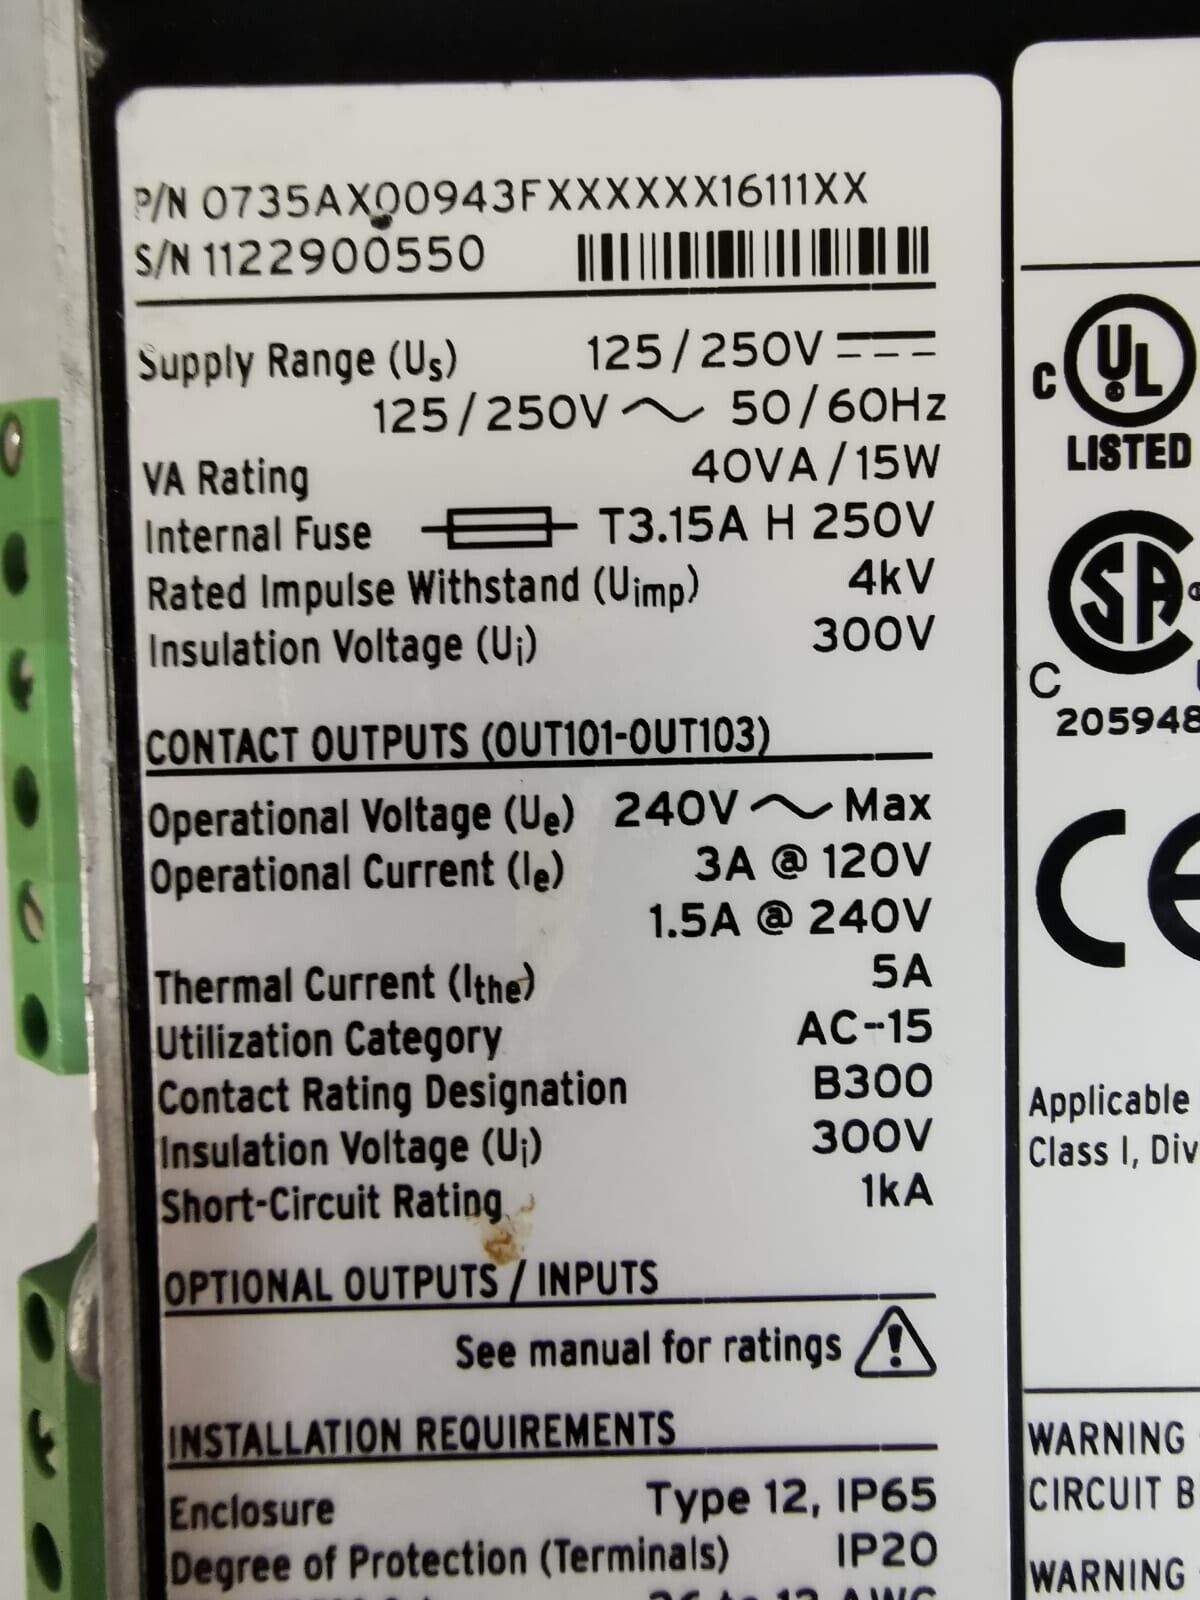 P/N 0735AX00943FXXXXXX16111XX
S/N 1122900550
Supply Range (Us) 125/250V
125/250V 50/60Hz
VA Rating 40VA/15W
Internal Fuse T3.15A H 250V
Rated Impulse Withstand (Uimp) 4kV
Insulation Voltage (Ui) 300V
CONTACT OUTPUTS (OUT101-OUT103)
Operational Voltage (Ue) 240V Max
Operational Current (Ie) 3A @ 120V
1.5A @ 240V
Thermal Current (Ithe) 5A
Utilization Category AC-15
Contact Rating Designation B300
Insulation Voltage (Ui) 300V
Short-Circuit Rating 1kA
OPTIONAL OUTPUTS / INPUTS
See manual for ratings
INSTALLATION REQUIREMENTS
Enclosure Type 12, IP65
Degree of Protection (Terminals) IP20
C UL
LISTED
SA
C
205948
CE
Applicable
Class I, Div
WARNING
CIRCUIT B
WARNING